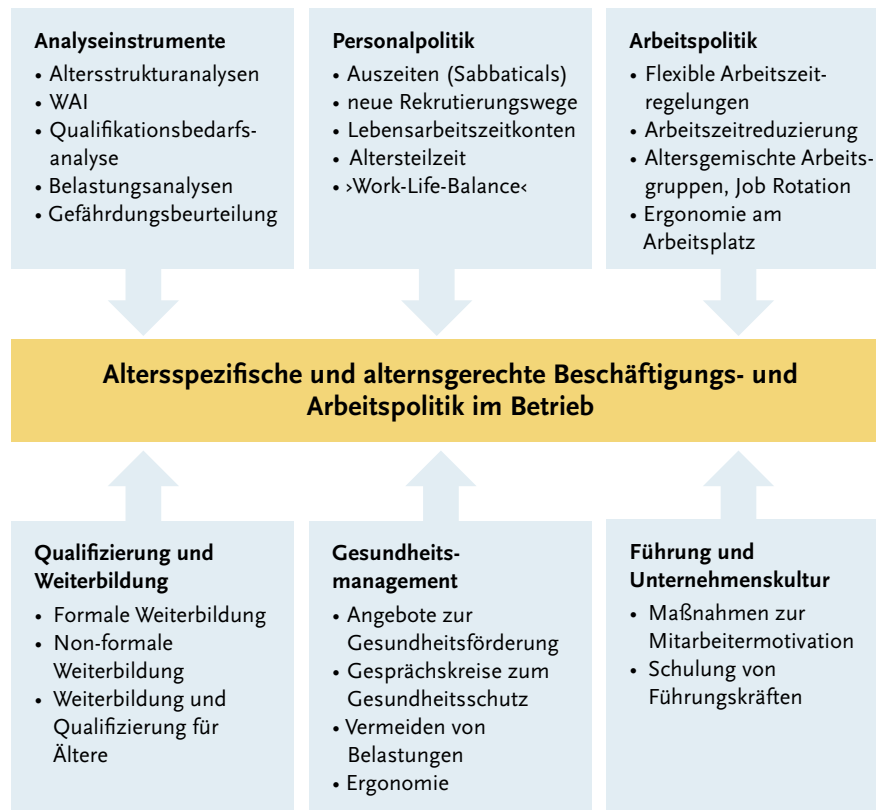 Analyseinstrumente
• Altersstrukturanalysen
• WAI
• Qualifikationsbedarfs-
analyse
• Belastungsanalysen
• Gefährdungsbeurteilung
Personalpolitik
• Auszeiten (Sabbaticals)
• neue Rekrutierungswege
• Lebensarbeitszeitkonten
• Altersteilzeit
• ›Work-Life-Balance‹
Arbeitspolitik
• Flexible Arbeitszeit-
regelungen
• Arbeitszeitreduzierung
• Altersgemischte Arbeits-
gruppen, Job Rotation
• Ergonomie am
Arbeitsplatz
Altersspezifische und alternsgerechte Beschäftigungs- und
Arbeitspolitik im Betrieb
Qualifizierung und
Weiterbildung
• Formale Weiterbildung
• Non-formale
Weiterbildung
• Weiterbildung und
Qualifizierung für
Ältere
Gesundheits-
management
• Angebote zur
Gesundheitsförderung
• Gesprächskreise zum
Gesundheitsschutz
• Vermeiden von
Belastungen
• Ergonomie
Führung und
Unternehmenskultur
• Maßnahmen zur
Mitarbeitermotivation
• Schulung von
Führungskräften